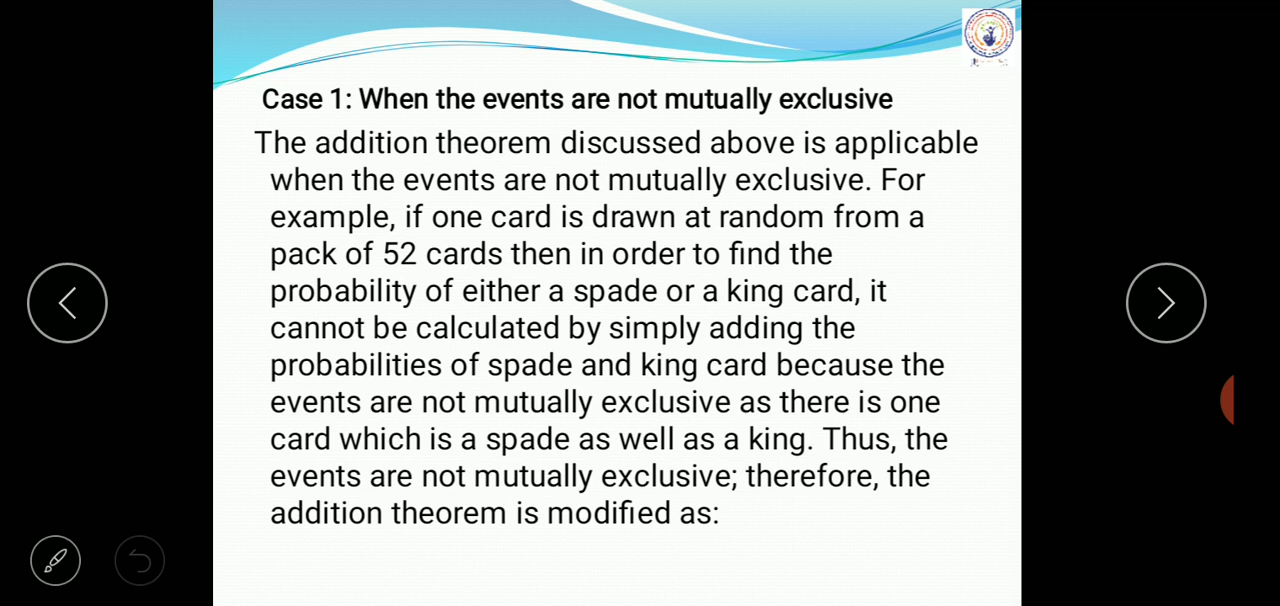 Case 1: When the events are not mutually exclusive
The addition theorem discussed above is applicable
when the events are not mutually exclusive. For
example, if one card is drawn at random from a
pack of 52 cards then in order to find the
probability of either a spade or a king card, it
cannot be calculated by simply adding the
probabilities of spade and king card because the
events are not mutually exclusive as there is one
card which is a spade as well as a king. Thus, the
events are not mutually exclusive; therefore, the
addition theorem is modified as: